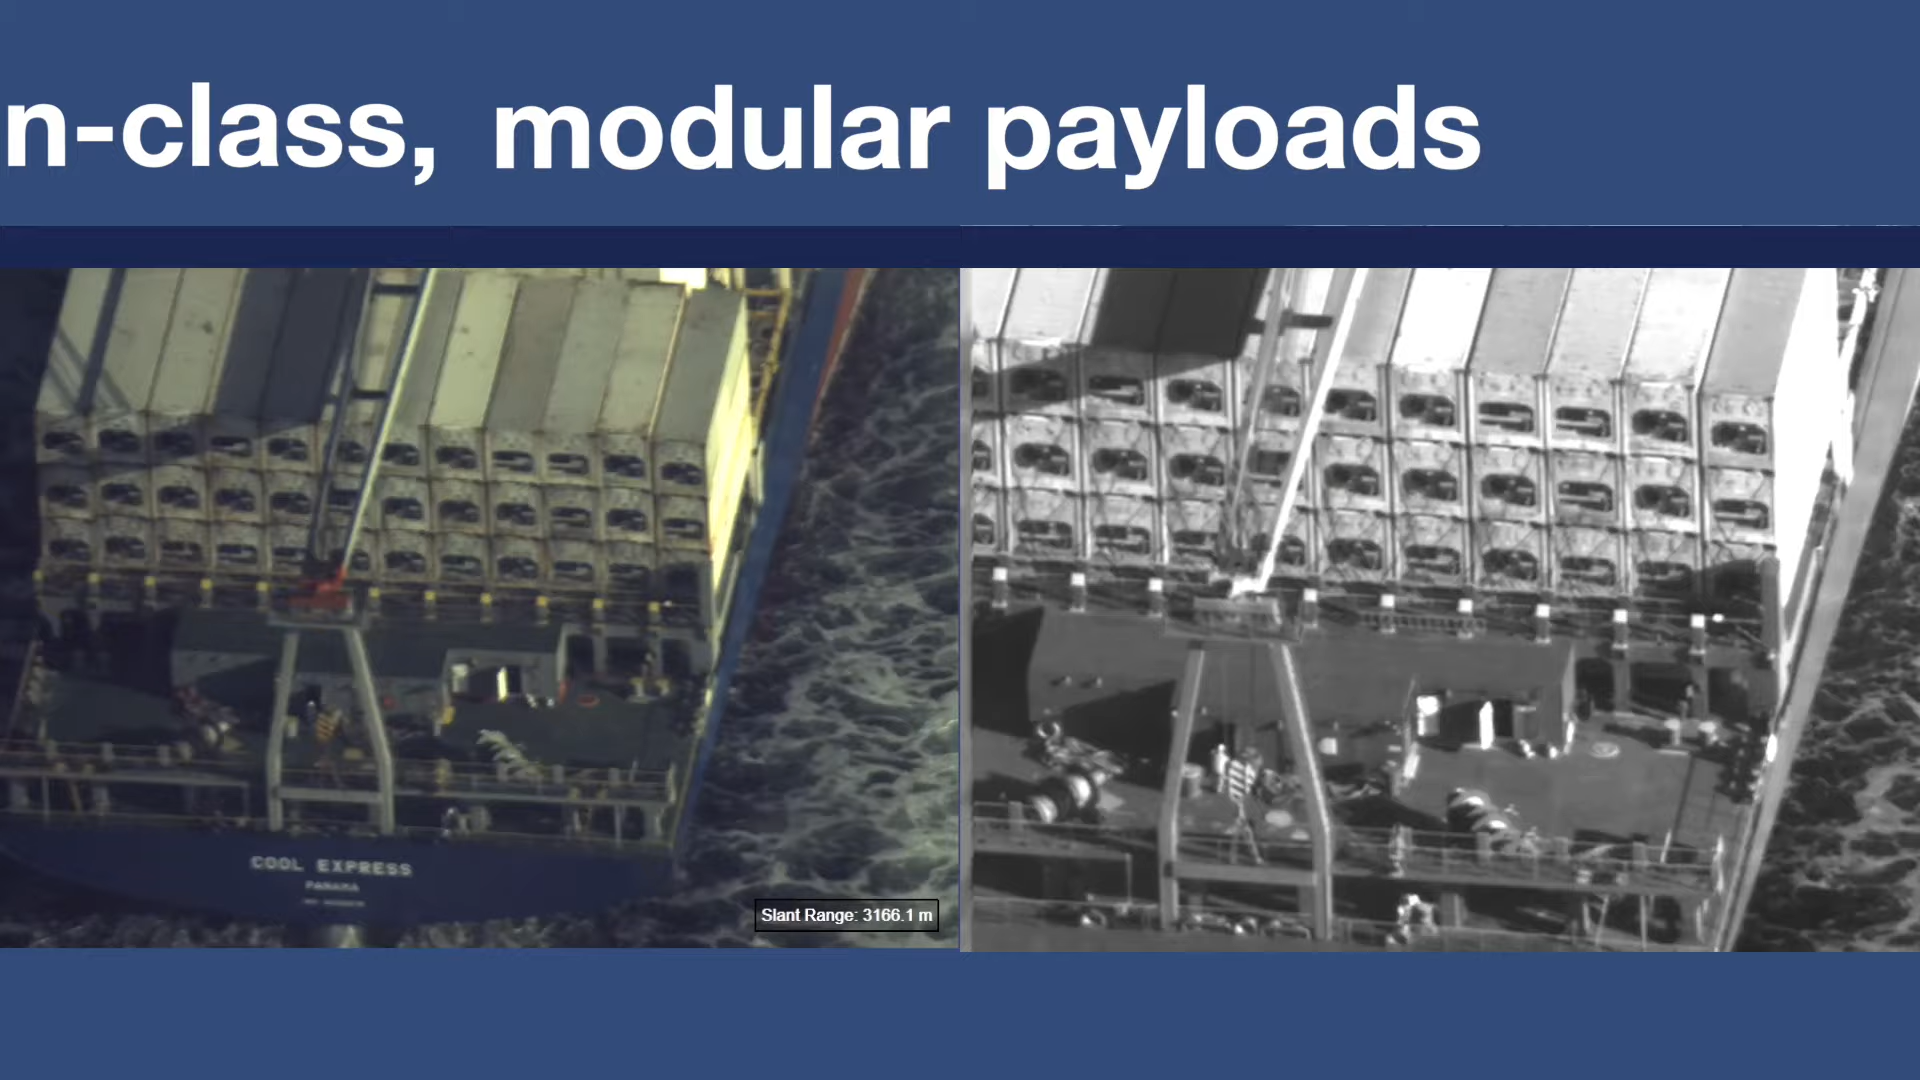 n-class, modular payloads
COOL EXPRESS
PANAMA
Slant Range: 3166.1 m